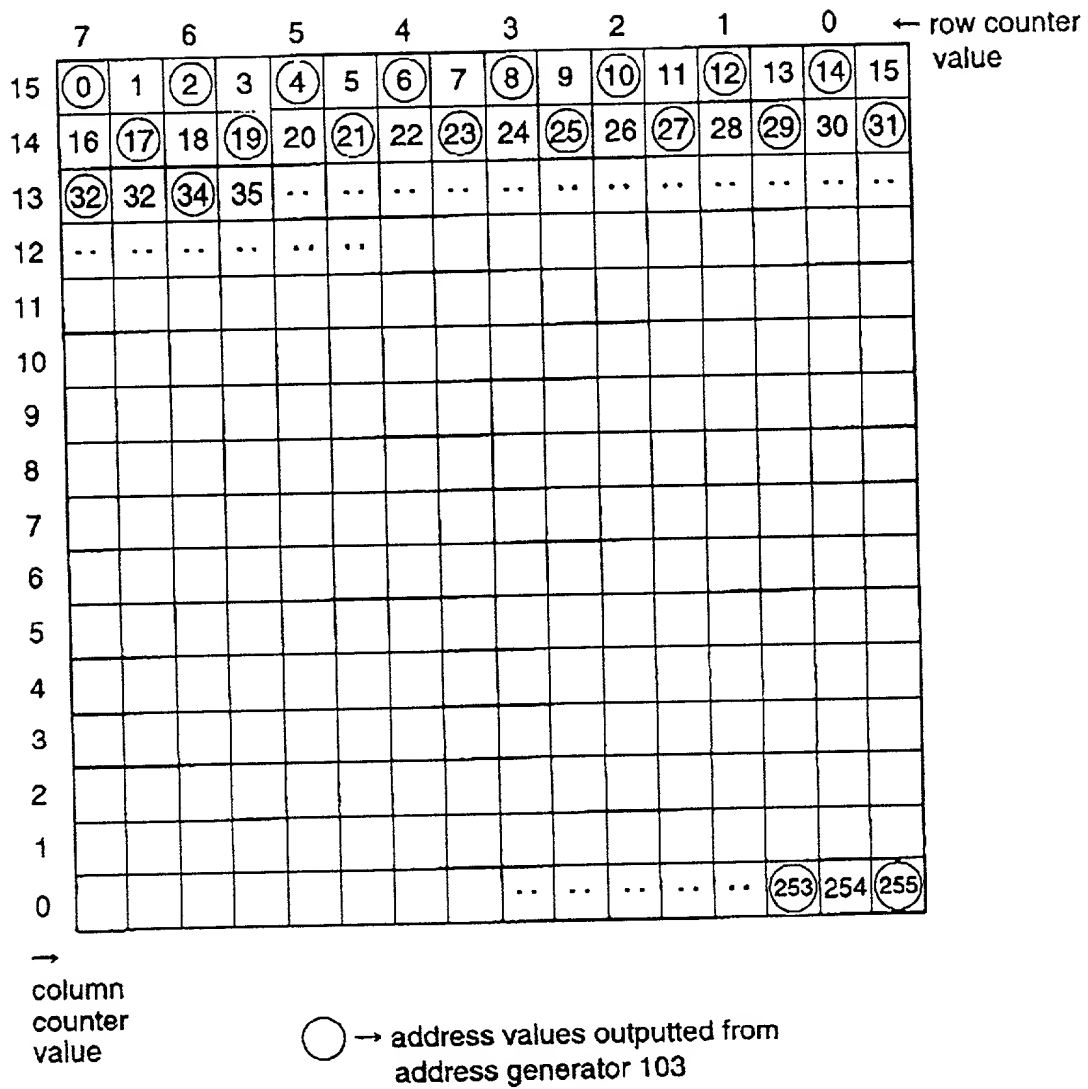 7 6 5 4 3 2 1 0 ← row counter
value
15 0 1 2 3 4 5 6 7 8 9 10 11 12 13 14 15
14 16 17 18 19 20 21 22 23 24 25 26 27 28 29 30 31
13 32 32 34 35 ·· ·· ·· ·· ·· ·· ·· ·· ·· ·· ·· ··
12 ·· ·· ·· ·· ·· ··
11
10
9
8
7
6
5
4
3
2
1
0 ·· ·· ·· ·· ·· 253 254 255
→
column
counter
value
→ address values outputted from
address generator 103